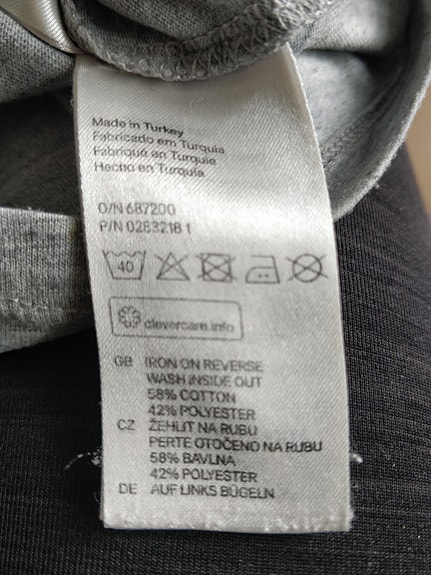 Made in Turkey
Fabricado em Turquia
Fabriqué en Turquie
Hecho en Turquia
O/N 687200
P/N 0283218 1
40
clevercare.info
GB IRON ON REVERSE
WASH INSIDE OUT
58% COTTON
42% POLYESTER
CZ ŽEHLIT NA RUBU
PERTE OTOČENO NA RUBU
58% BAVLNA
42% POLYESTER
DE AUF LINKS BÜGELN